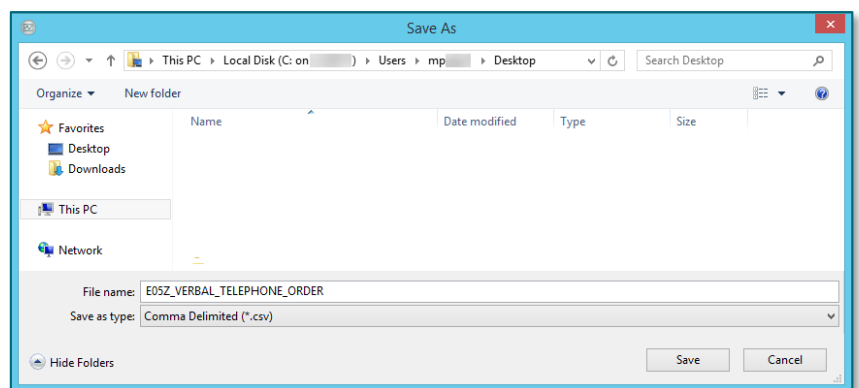 Save As
This PC Local Disk (C: on ) Users mp Desktop Search Desktop
Organize New folder
Name Date modified Type Size
Favorites
Desktop
Downloads
This PC
Network
File name: E05Z_VERBAL_TELEPHONE_ORDER
Save as type: Comma Delimited (*.csv)
Hide Folders Save Cancel